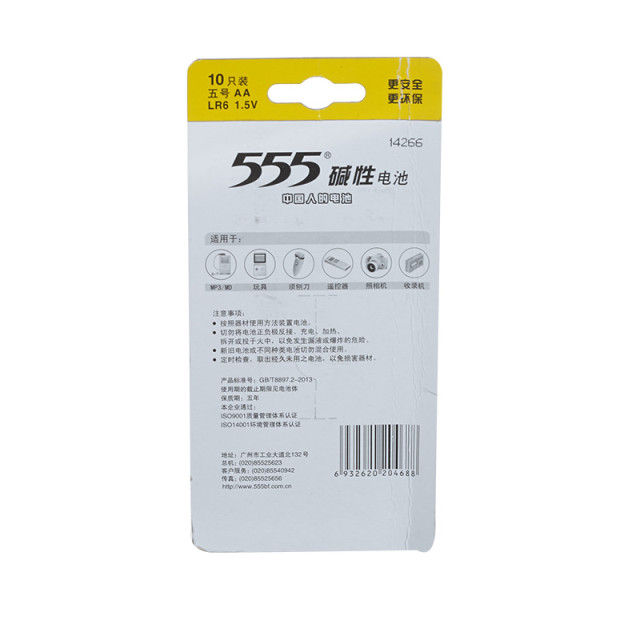 10只装
五号 AA
LR6 1.5V
更安全
更环保
14266
555®碱性电池
中国人的电池
适用于：
MP3/MD 玩具 须刨刀 遥控器 照相机 收录机
注意事项：
● 按照器材使用方法装置电池。
● 切勿将电池正负极反接、充电、加热、
拆开或投于火中，以免发生漏液或爆炸的危险。
● 新旧电池或不同种类电池切勿混合使用。
● 定时检查，取出经久未用之电池，以免损害器材。
产品标准号：GB/T8897.2-2013
使用期的截止期限见电池体
保质期：五年
本企业通过：
ISO9001质量管理体系认证
ISO14001环境管理体系认证
地址：广州市工业大道北132号
总机：(020)85525623
客户服务：(020)85540942
传真：(020)85525656
http://www.555bf.com.cn
6 932620 204688